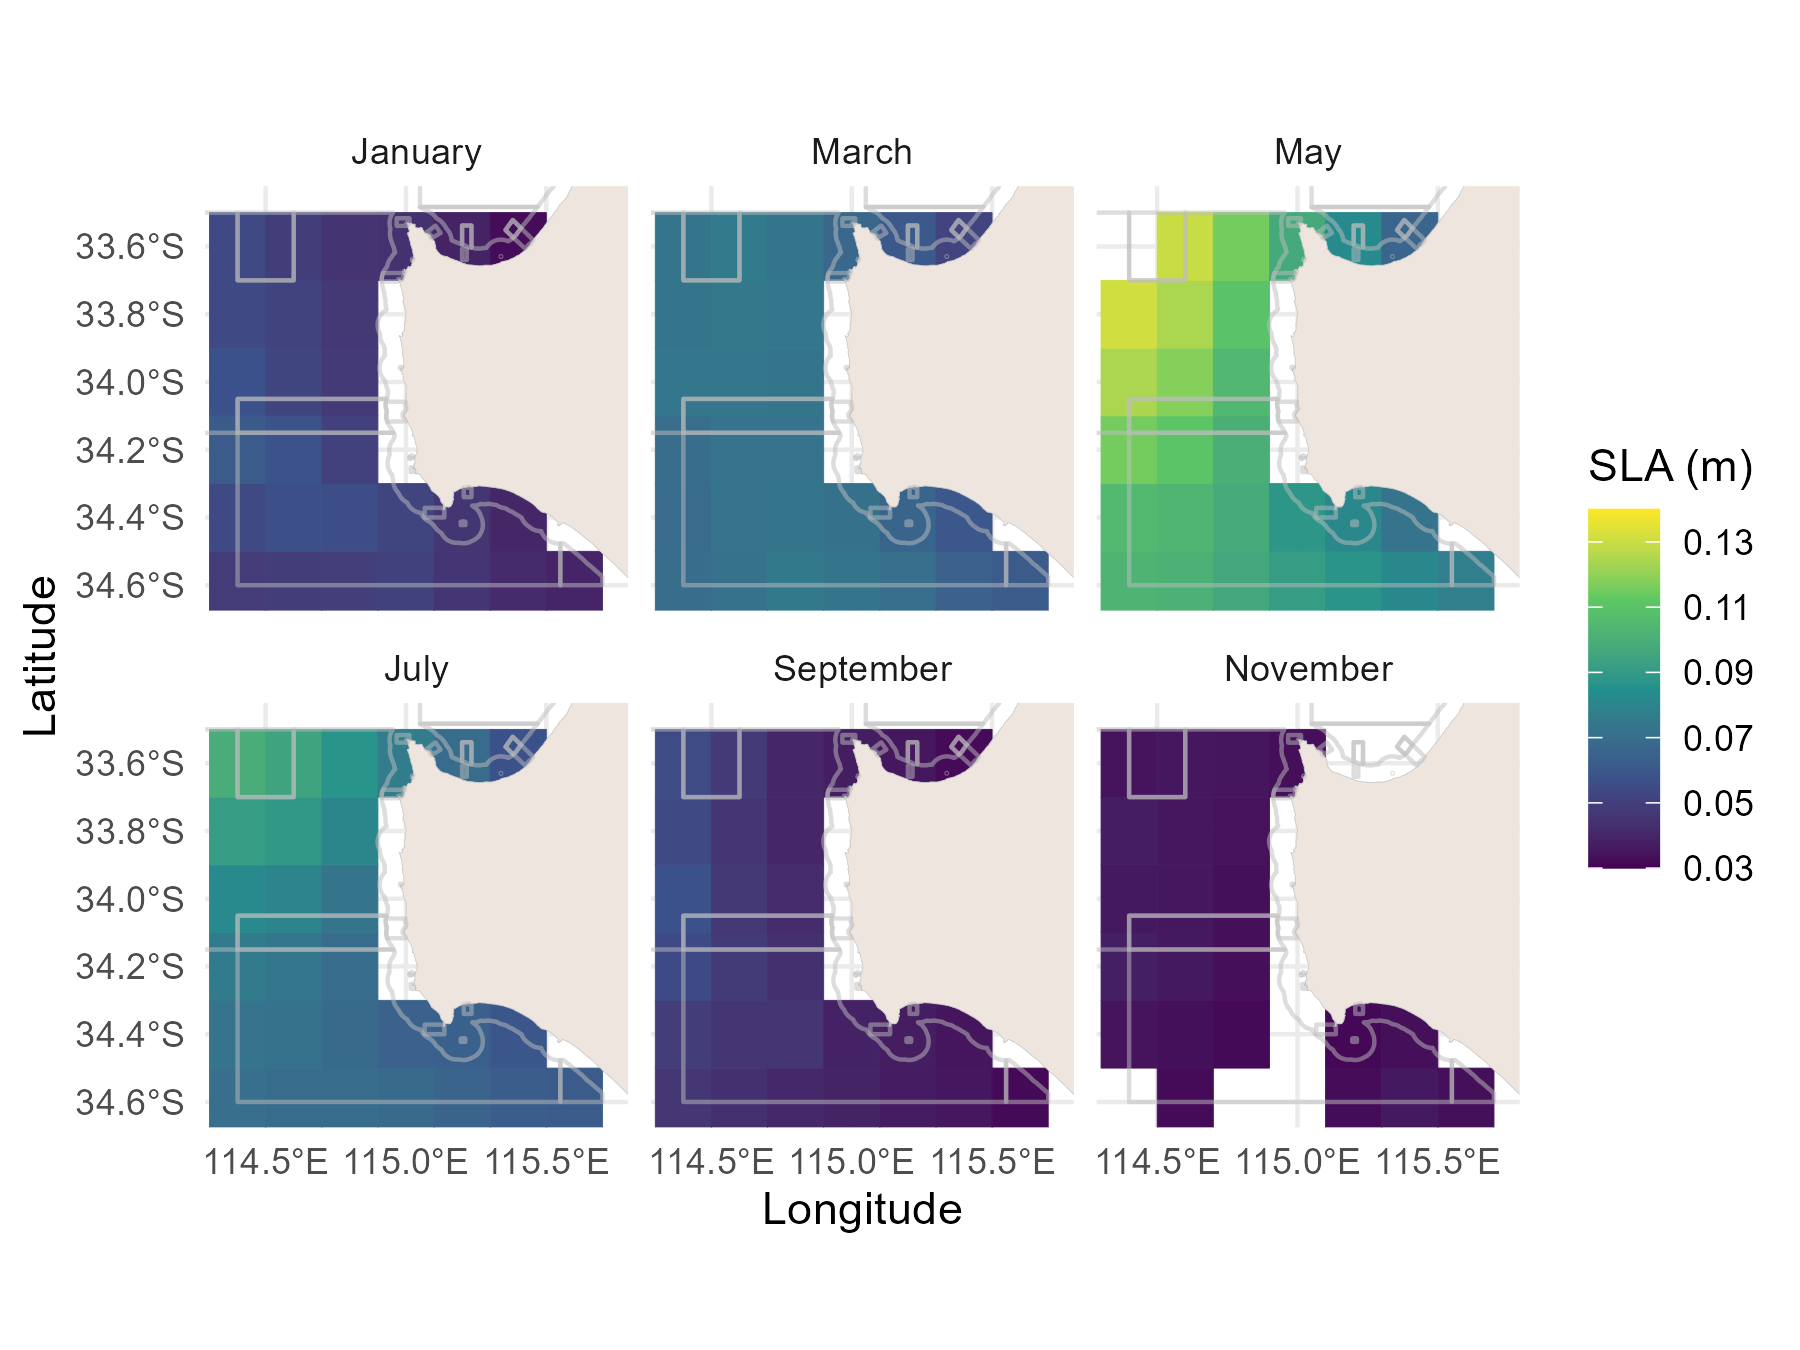 January March May
33.6°S
33.8°S
34.0°S
34.2°S
34.4°S
34.6°S
July September November
33.6°S
33.8°S
34.0°S
34.2°S
34.4°S
34.6°S
114.5°E 115.0°E 115.5°E 114.5°E 115.0°E 115.5°E 114.5°E 115.0°E 115.5°E
Longitude
Latitude
SLA (m)
0.13
0.11
0.09
0.07
0.05
0.03